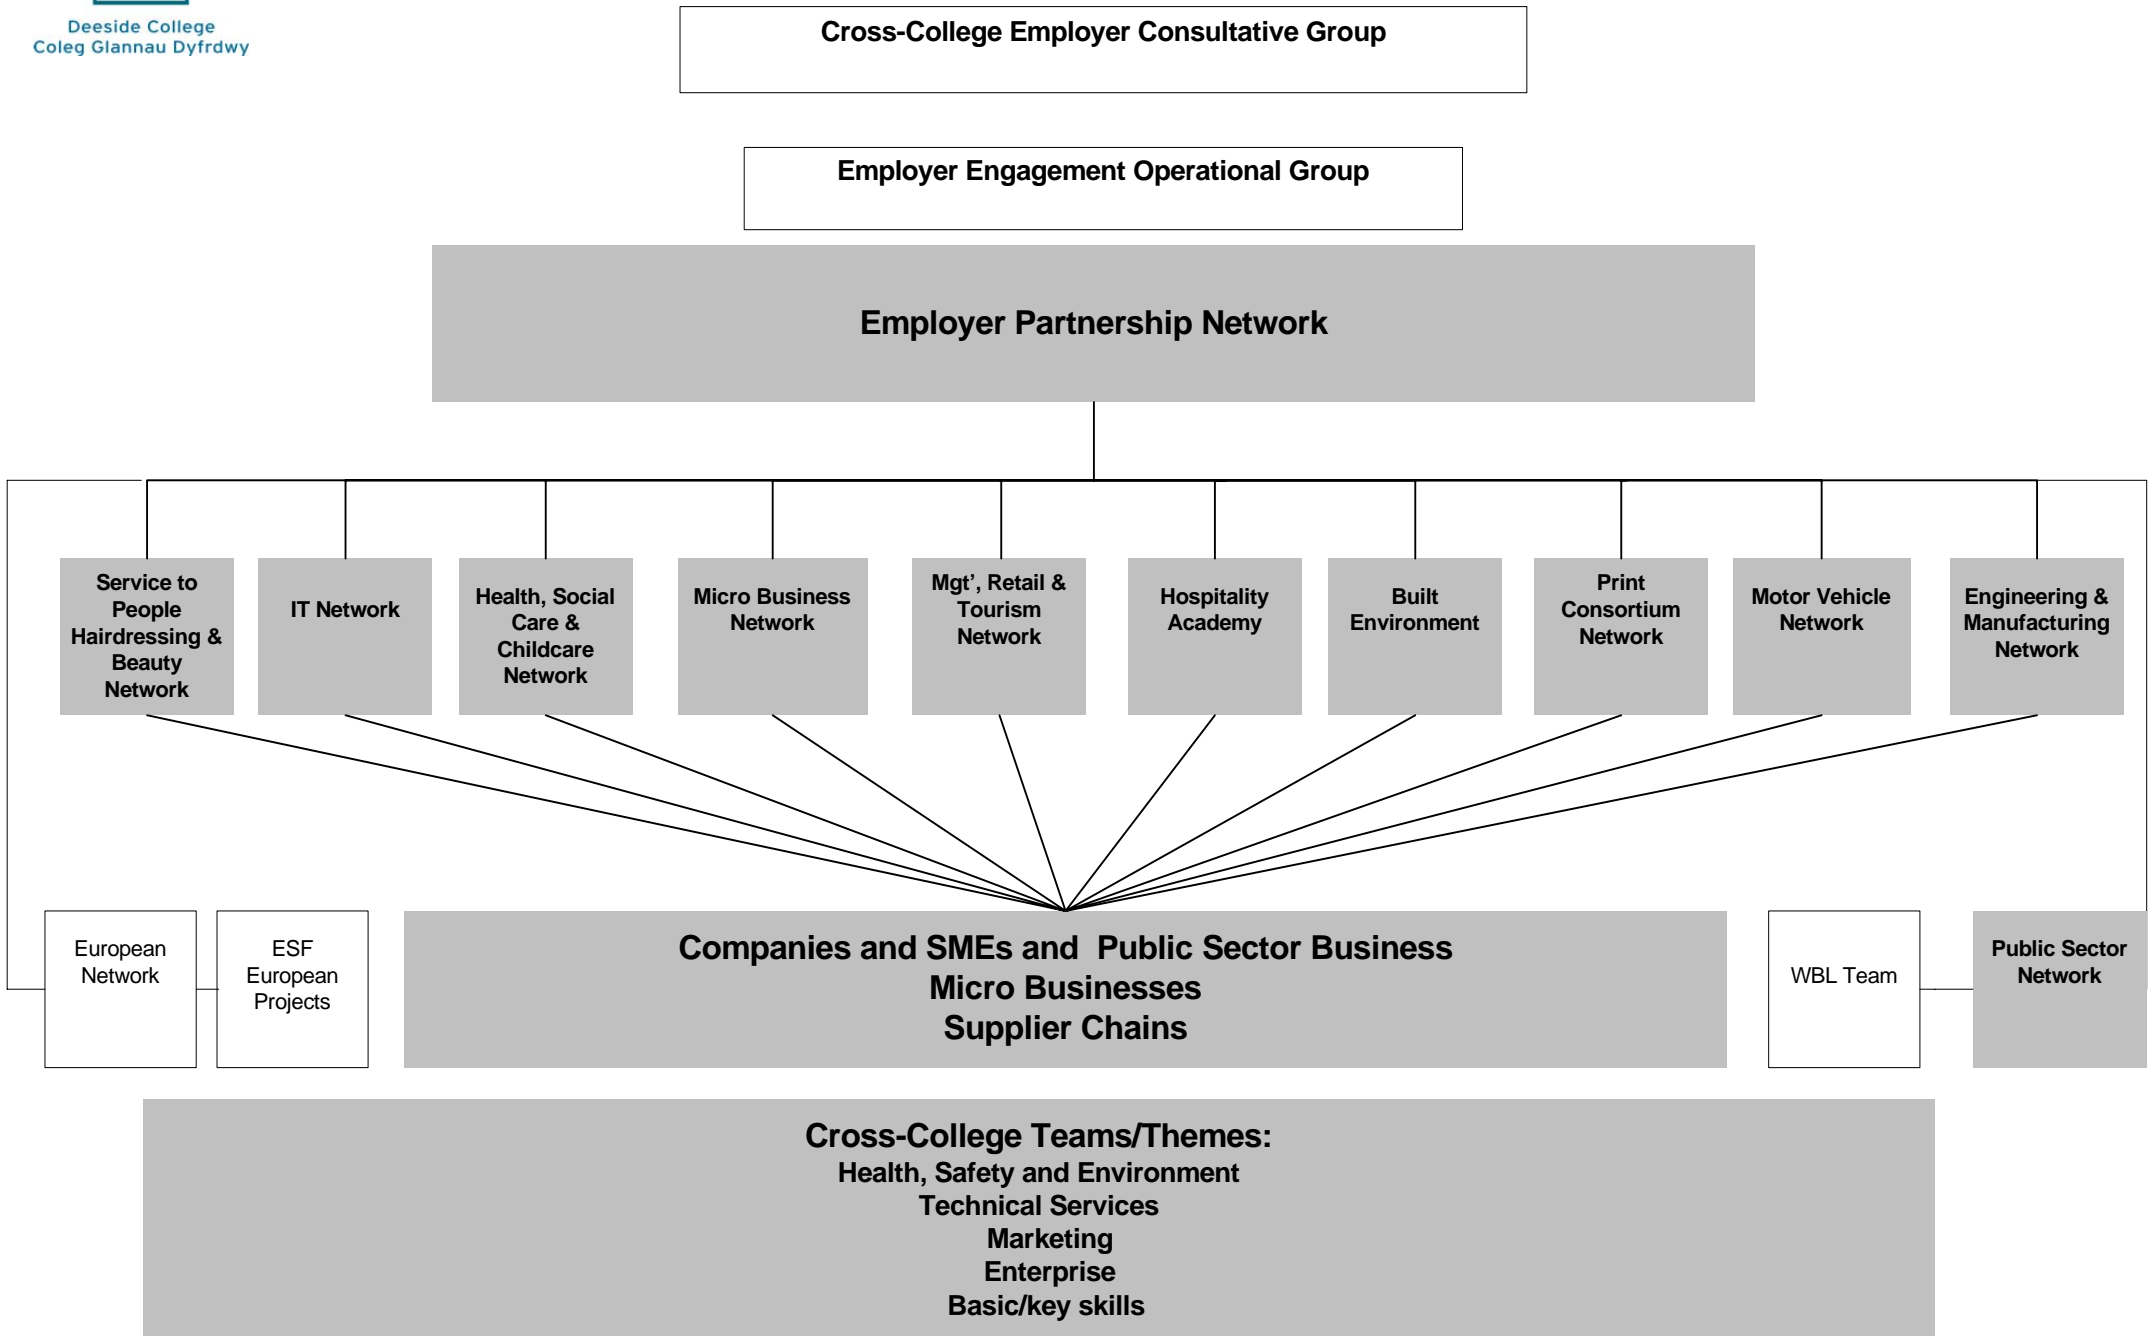 Deeside College
Coleg Glannau Dyfrdwy
Cross-College Employer Consultative Group
Employer Engagement Operational Group
Employer Partnership Network
Service to
People
Hairdressing &
Beauty
Network
IT Network
Health, Social
Care &
Childcare
Network
Micro Business
Network
Mgt’, Retail &
Tourism
Network
Hospitality
Academy
Built
Environment
Print
Consortium
Network
Motor Vehicle
Network
Engineering &
Manufacturing
Network
European
Network
ESF
European
Projects
Companies and SMEs and Public Sector Business
Micro Businesses
Supplier Chains
WBL Team
Public Sector
Network
Cross-College Teams/Themes:
Health, Safety and Environment
Technical Services
Marketing
Enterprise
Basic/key skills